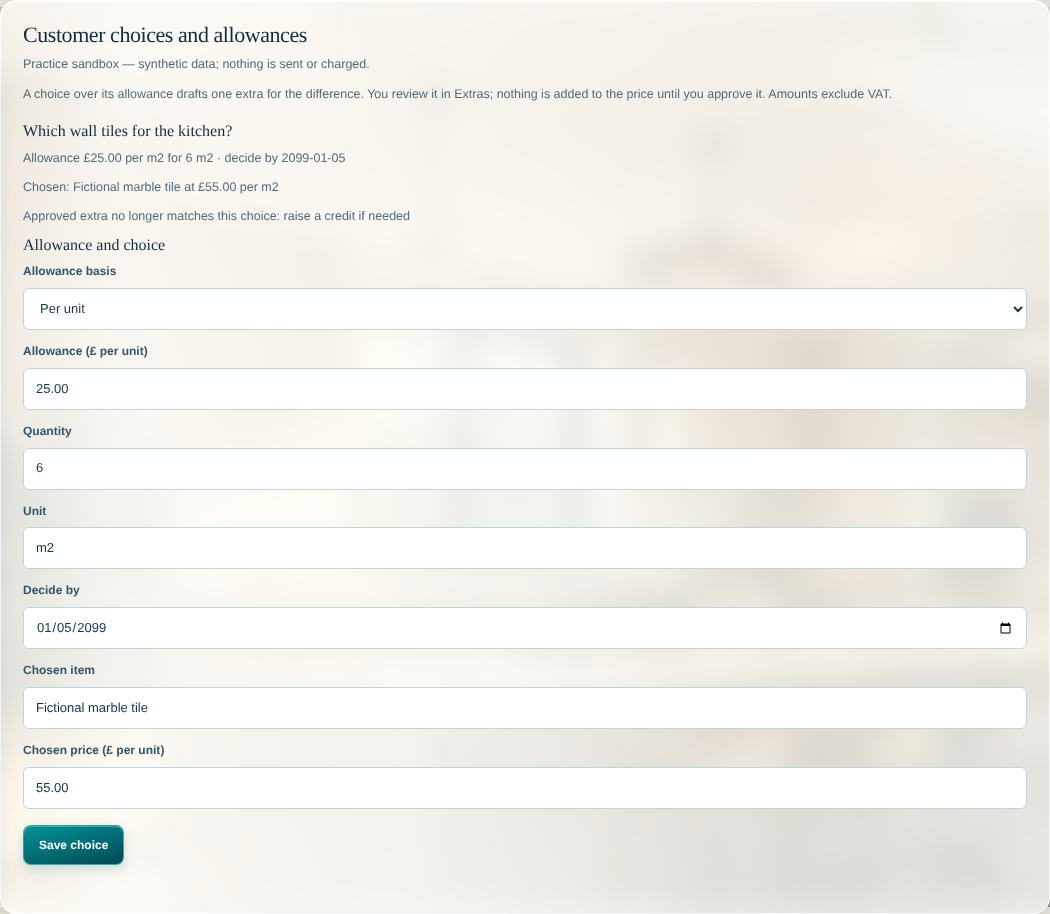 Customer choices and allowances
Practice sandbox — synthetic data; nothing is sent or charged.
A choice over its allowance drafts one extra for the difference. You review it in Extras; nothing is added to the price until you approve it. Amounts exclude VAT.
Which wall tiles for the kitchen?
Allowance £25.00 per m2 for 6 m2 · decide by 2099-01-05
Chosen: Fictional marble tile at £55.00 per m2
Approved extra no longer matches this choice: raise a credit if needed
Allowance and choice
Allowance basis
Per unit
Allowance (£ per unit)
25.00
Quantity
6
Unit
m2
Decide by
01/05/2099
Chosen item
Fictional marble tile
Chosen price (£ per unit)
55.00
Save choice